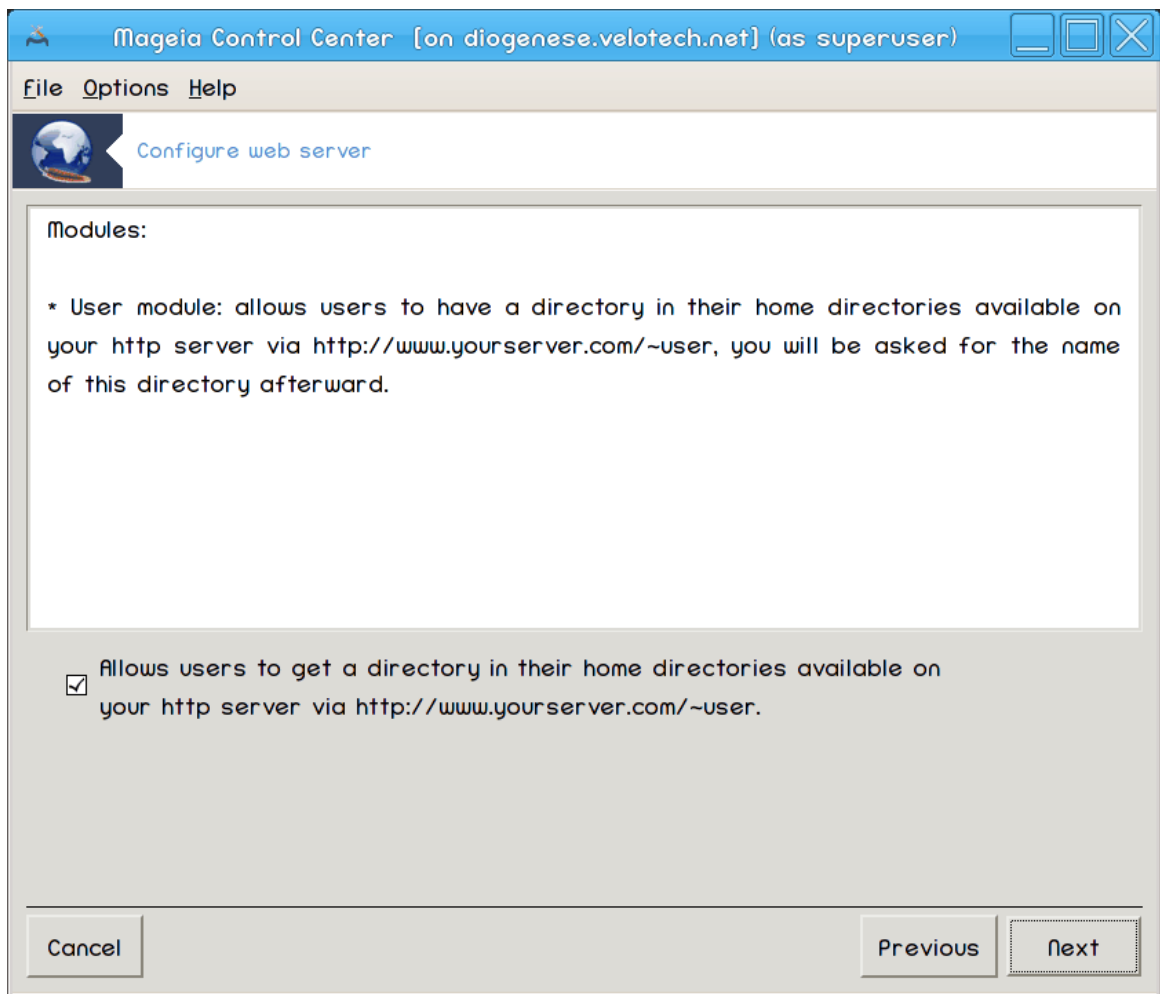 Mageia Control Center [on diogenese.velotech.net] (as superuser)
File Options Help
Configure web server
Modules:
* User module: allows users to have a directory in their home directories available on
your http server via http://www.yourserver.com/~user, you will be asked for the name
of this directory afterward.
Allows users to get a directory in their home directories available on
your http server via http://www.yourserver.com/~user.
Cancel Previous Next